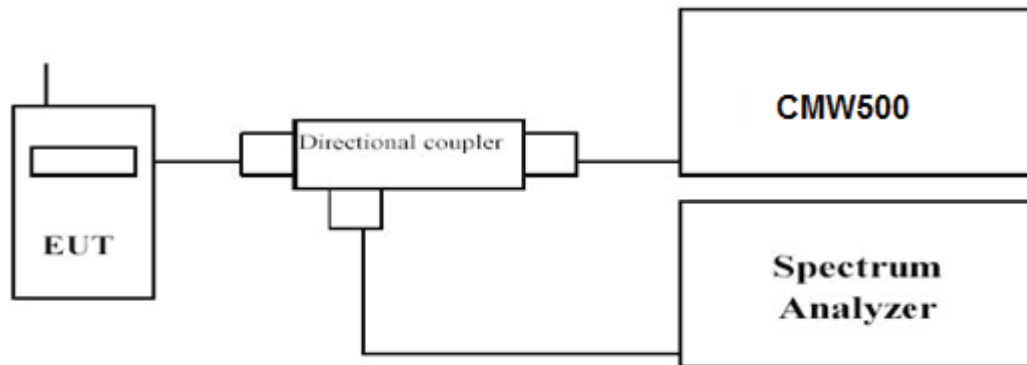 EUT
Directional coupler
CMW500
Spectrum
Analyzer